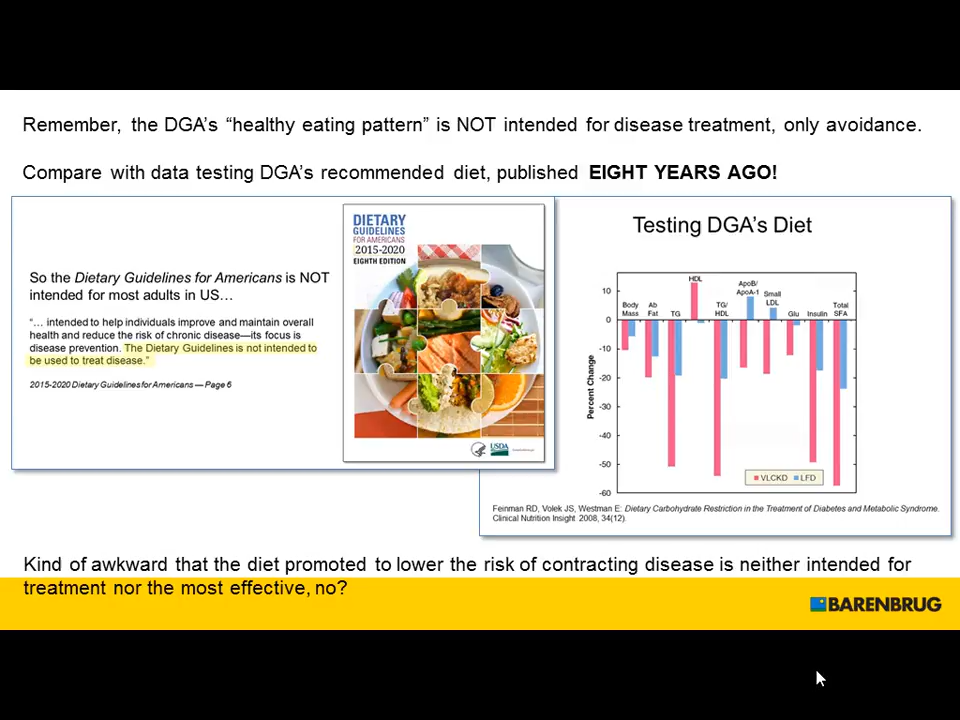 Remember, the DGA's “healthy eating pattern” is NOT intended for disease treatment, only avoidance.
Compare with data testing DGA's recommended diet, published EIGHT YEARS AGO!
So the Dietary Guidelines for Americans is NOT
intended for most adults in US…
“… intended to help individuals improve and maintain overall
health and reduce the risk of chronic disease—its focus is
disease prevention. The Dietary Guidelines is not intended to
be used to treat disease.”
2015-2020 Dietary Guidelines for Americans — Page 6
DIETARY
GUIDELINES
FOR AMERICANS
2015-2020
EIGHTH EDITION
USDA
Testing DGA's Diet
Percent Change
10
0
-10
-20
-30
-40
-50
-60
Body
Mass
Ab
Fat
TG
HDL
TG/
HDL
ApoB/
ApoA-1
Small
LDL
Glu
Insulin
Total
SFA
VLCKD
LFD
Feinman RD, Volek JS, Westman E: Dietary Carbohydrate Restriction in the Treatment of Diabetes and Metabolic Syndrome.
Clinical Nutrition Insight 2008, 34(12).
Kind of awkward that the diet promoted to lower the risk of contracting disease is neither intended for
treatment nor the most effective, no?
BARENBRUG